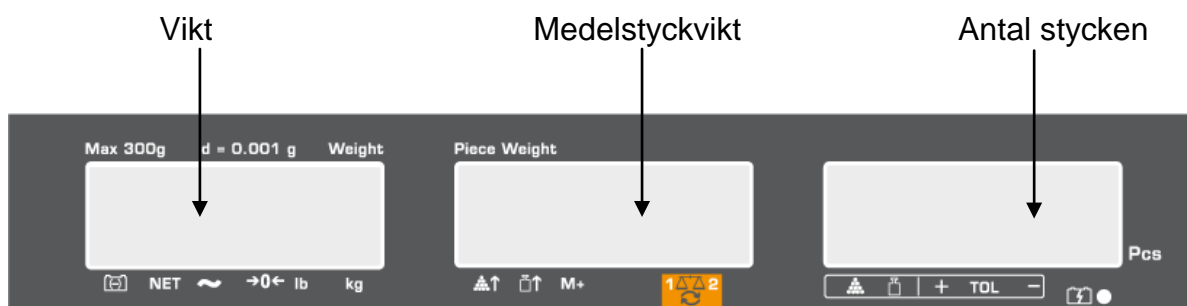 Vikt Medelstyckvikt Antal stycken
Max 300g d = 0.001 g Weight Piece Weight
Pcs
NET ~ →0← lb kg M+ 1 2 + TOL −